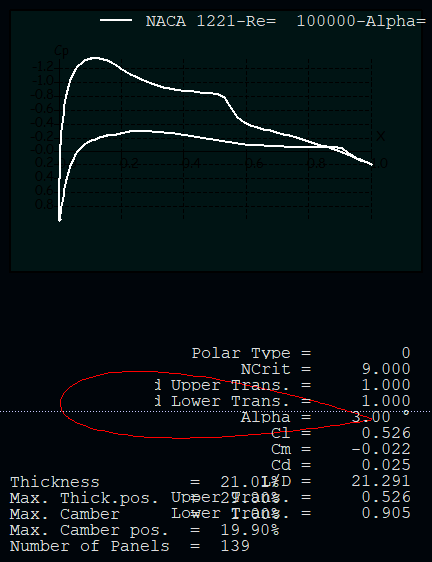 NACA 1221-Re= 100000-Alpha=
Cp
-1.2
-1.0
-0.8
-0.6
-0.4
-0.2
0.0
0.2
0.4
0.6
0.8
0.2
0.4
0.6
0.8
X
Polar Type = 0
NCrit = 9.000
d Upper Trans. = 1.000
d Lower Trans. = 1.000
Alpha = 3.00 °
Cl = 0.526
Cm = -0.022
Cd = 0.025
L/D = 21.291
Upper Trans. = 0.526
Lower Trans. = 0.905
Thickness = 21.01%
Max. Thick.pos. =
Max. Camber = 1.00%
Max. Camber pos. = 19.90%
Number of Panels = 139